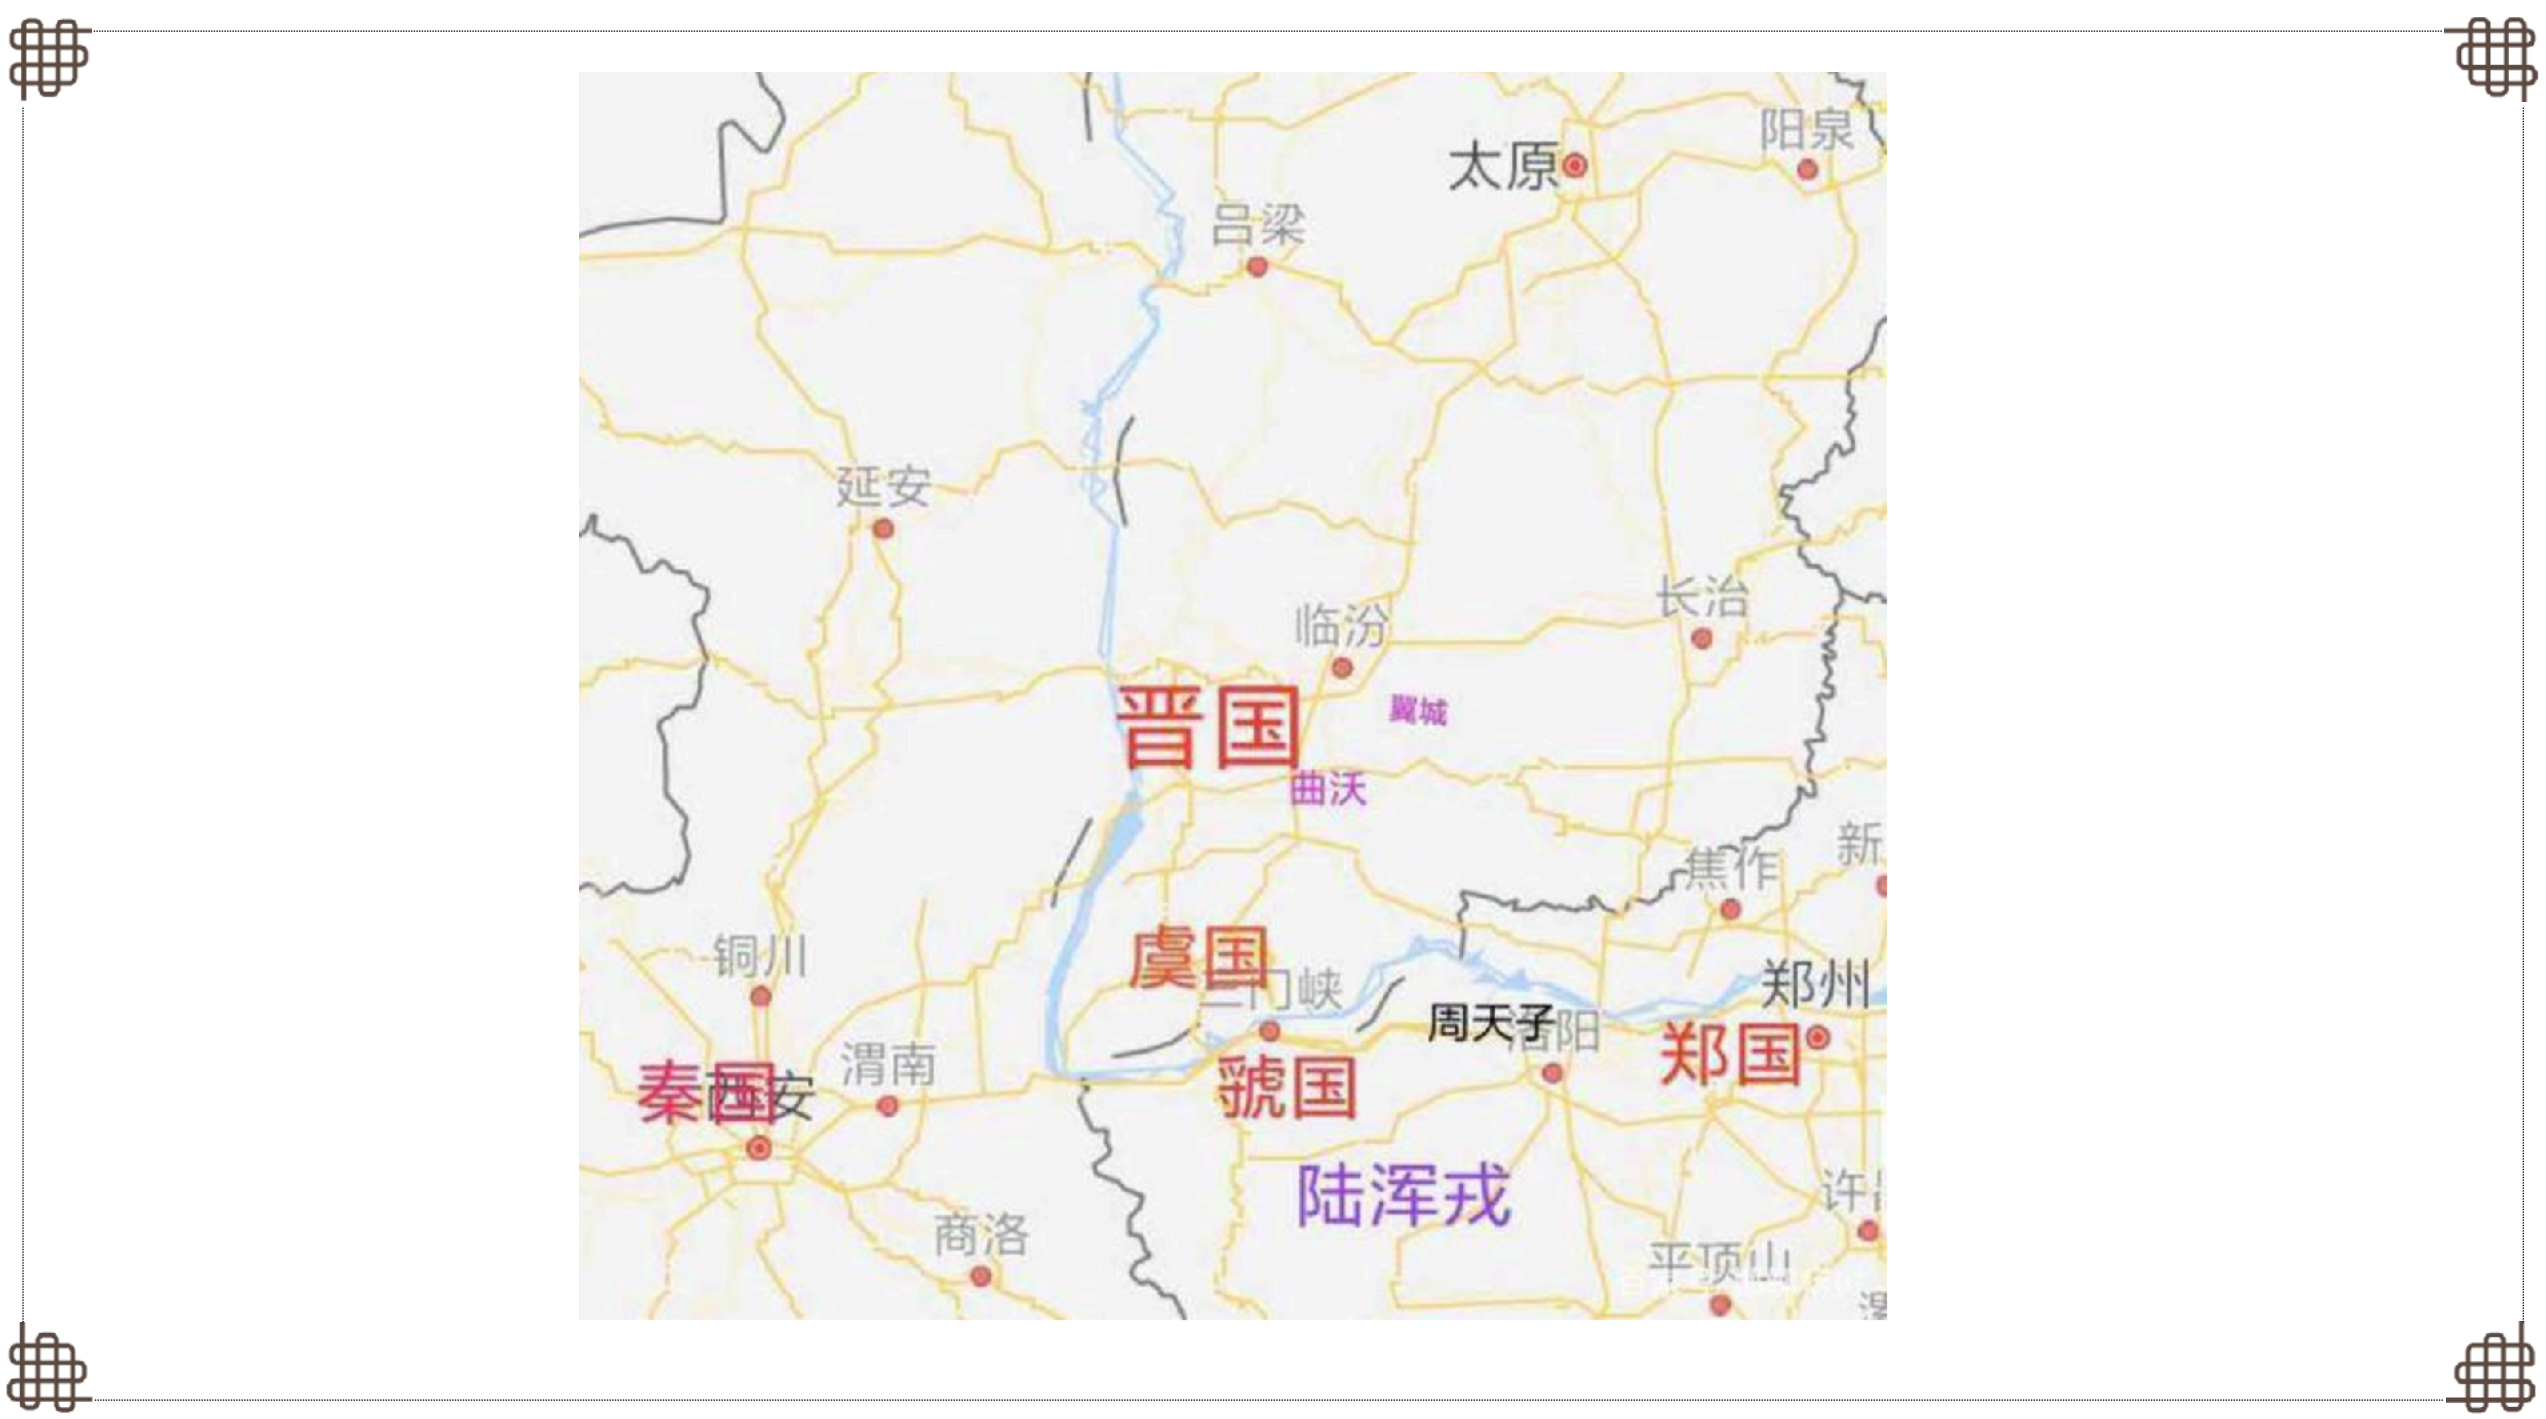 阳泉
太原
吕梁
延安
长治
临汾
晋国
翼城
曲沃
新
焦作
虞国
铜川
三门峡
郑州
周天子
洛阳
郑国
渭南
秦国
西安
虢国
陆浑戎
许昌
商洛
平顶山